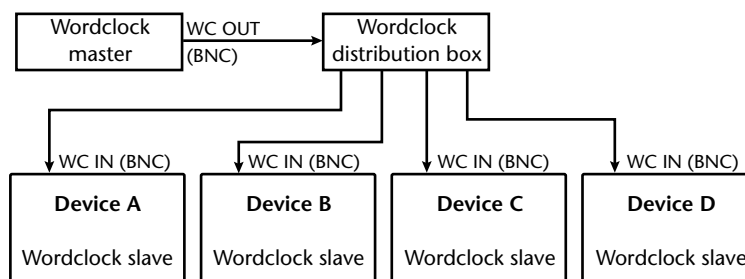 Wordclock
master
WC OUT
(BNC)
Wordclock
distribution box
WC IN (BNC)
WC IN (BNC)
WC IN (BNC)
WC IN (BNC)
Device A
Device B
Device C
Device D
Wordclock slave
Wordclock slave
Wordclock slave
Wordclock slave